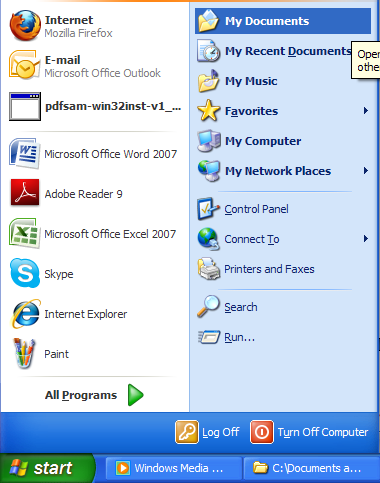 Internet
Mozilla Firefox
E-mail
Microsoft Office Outlook
pdfsam-win32inst-v1_...
Microsoft Office Word 2007
Adobe Reader 9
Microsoft Office Excel 2007
Skype
Internet Explorer
Paint
All Programs
My Documents
My Recent Documents
My Music
Favorites
My Computer
My Network Places
Control Panel
Connect To
Printers and Faxes
Search
Run...
Open
othe
Log Off
Turn Off Computer
start
Windows Media ...
C:\Documents a...